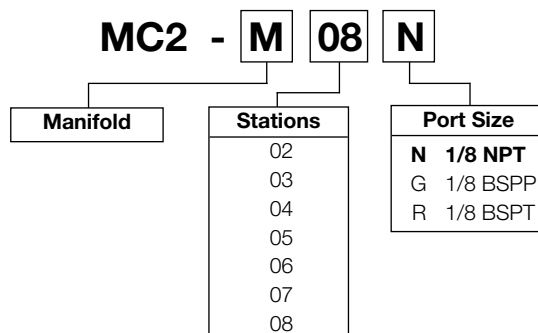 MC2 - M 08 N
Manifold
Stations
02
03
04
05
06
07
08
Port Size
N 1/8 NPT
G 1/8 BSPP
R 1/8 BSPT